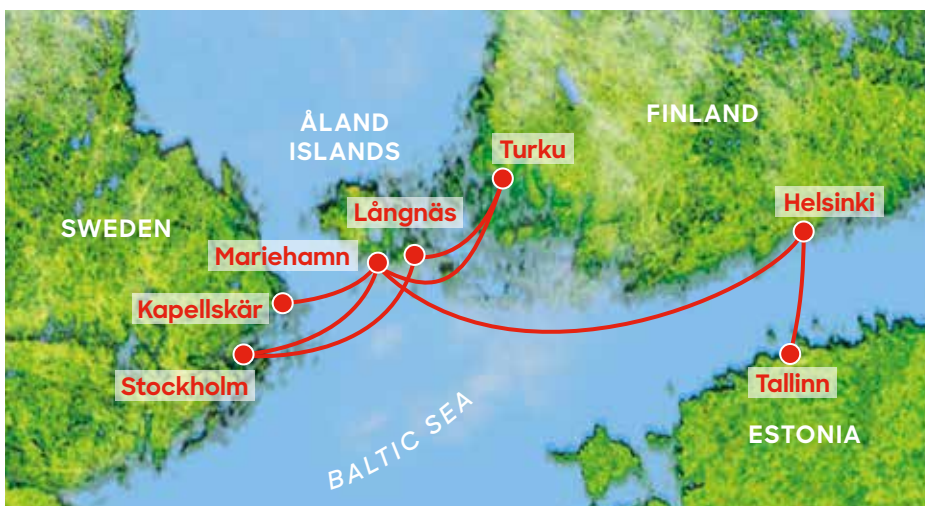 ÅLAND
ISLANDS
FINLAND
Turku
Helsinki
Långnäs
SWEDEN
Mariehamn
Kapellskär
Stockholm
Tallinn
BALTIC SEA
ESTONIA